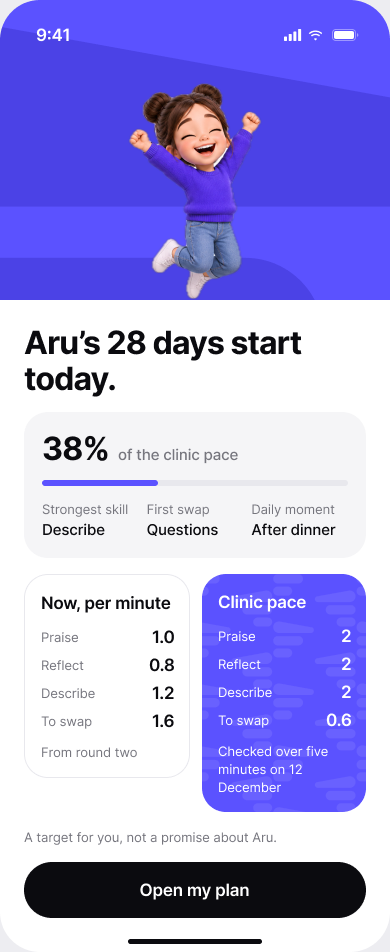 9:41
Aru’s 28 days start
today.
38% of the clinic pace
Strongest skill
Describe
First swap
Questions
Daily moment
After dinner
Now, per minute
Praise 1.0
Reflect 0.8
Describe 1.2
To swap 1.6
From round two
Clinic pace
Praise 2
Reflect 2
Describe 2
To swap 0.6
Checked over five
minutes on 12
December
A target for you, not a promise about Aru.
Open my plan